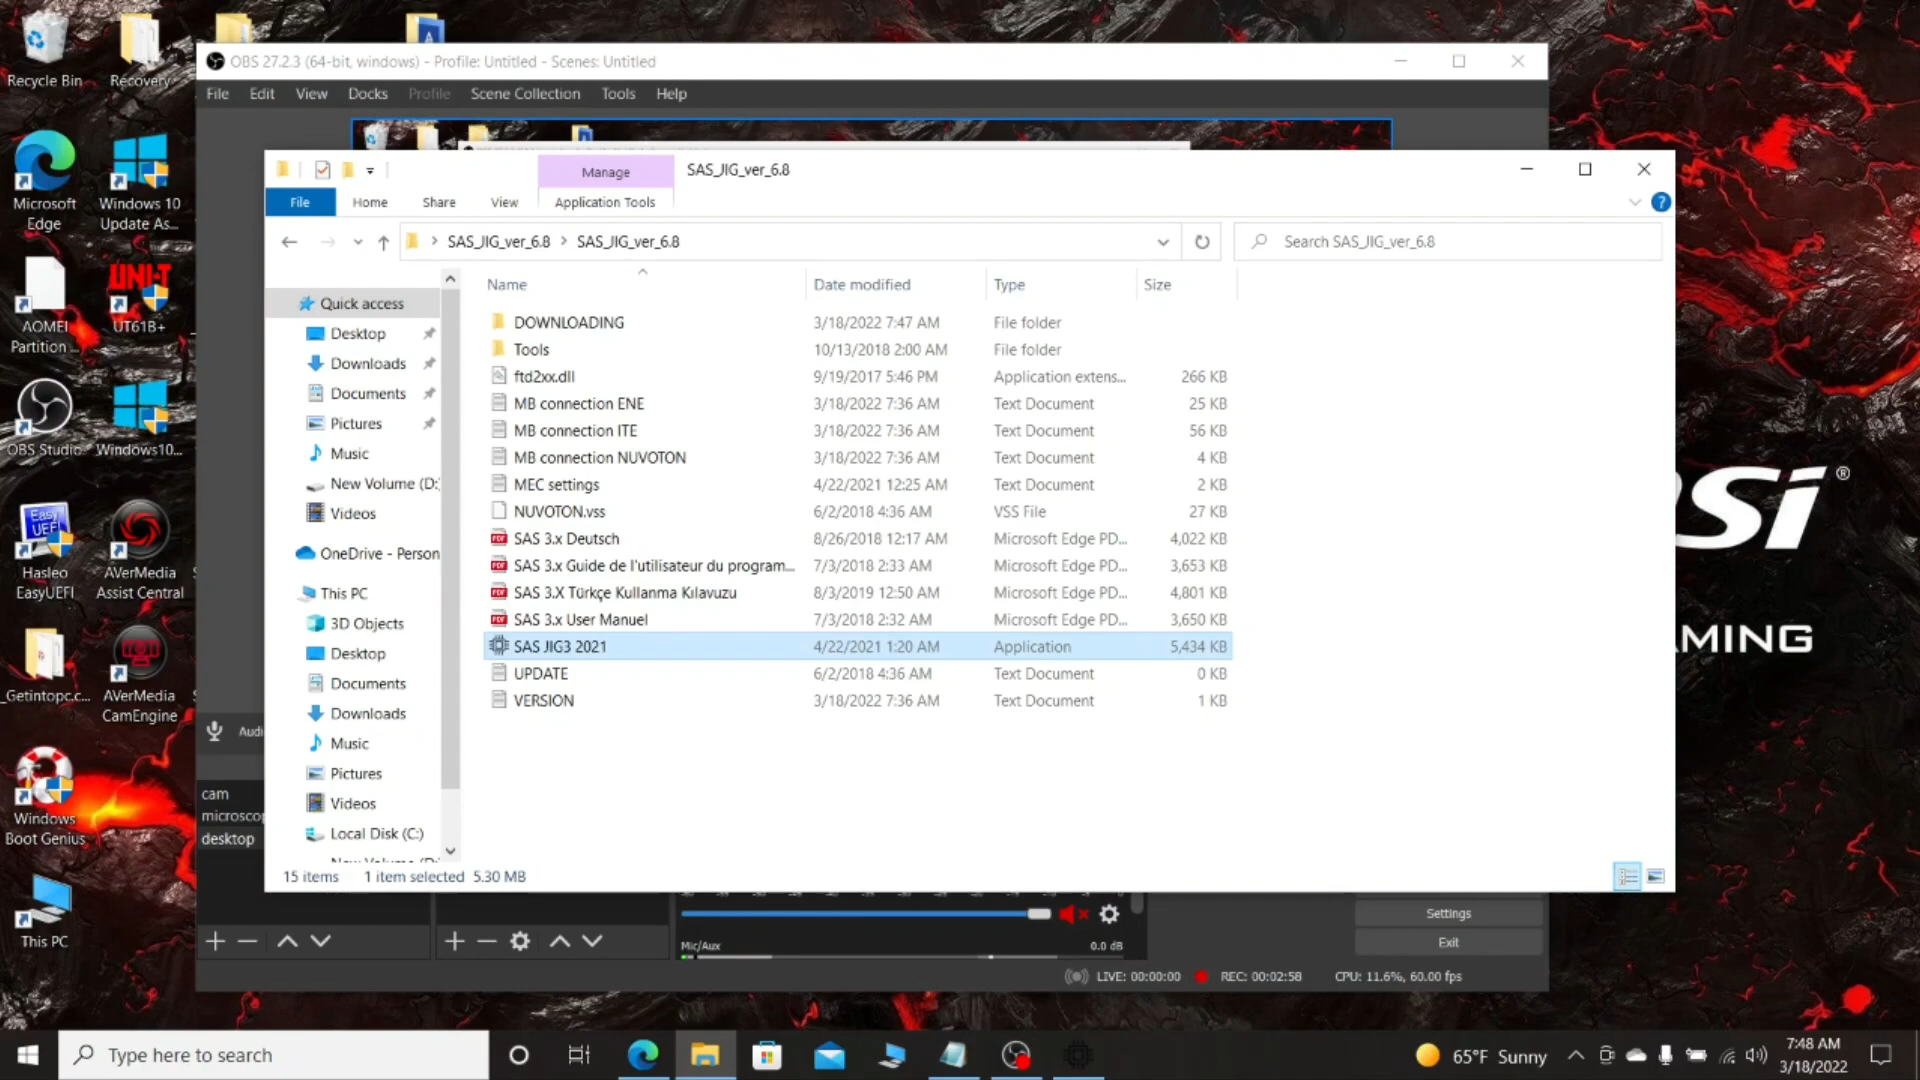 Recycle Bin
Recovery
Microsoft
Edge
Windows 10
Update As...
AOMEI
Partition ...
UNI-T
UT61B+
OBS Studio
Windows10...
Easy
UEFI
Hasleo
EasyUEFI
AVerMedia
Assist Central
_Getintopc.c...
AVerMedia
CamEngine
Windows
Boot Genius
This PC
OBS 27.2.3 (64-bit, windows) - Profile: Untitled - Scenes: Untitled
File Edit View Docks Profile Scene Collection Tools Help
Manage
SAS_JIG_ver_6.8
File Home Share View Application Tools
SAS_JIG_ver_6.8 > SAS_JIG_ver_6.8
Search SAS_JIG_ver_6.8
Quick access
Desktop
Downloads
Documents
Pictures
Music
New Volume (D:)
Videos
OneDrive - Person
This PC
3D Objects
Desktop
Documents
Downloads
Music
Pictures
Videos
Local Disk (C:)
New Volume (D:
Name Date modified Type Size
DOWNLOADING 3/18/2022 7:47 AM File folder
Tools 10/13/2018 2:00 AM File folder
ftd2xx.dll 9/19/2017 5:46 PM Application extens... 266 KB
MB connection ENE 3/18/2022 7:36 AM Text Document 25 KB
MB connection ITE 3/18/2022 7:36 AM Text Document 56 KB
MB connection NUVOTON 3/18/2022 7:36 AM Text Document 4 KB
MEC settings 4/22/2021 12:25 AM Text Document 2 KB
NUVOTON.vss 6/2/2018 4:36 AM VSS File 27 KB
SAS 3.x Deutsch 8/26/2018 12:17 AM Microsoft Edge PD... 4,022 KB
SAS 3.x Guide de l'utilisateur du program... 7/3/2018 2:33 AM Microsoft Edge PD... 3,653 KB
SAS 3.X Türkçe Kullanma Kılavuzu 8/3/2019 12:50 AM Microsoft Edge PD... 4,801 KB
SAS 3.x User Manuel 7/3/2018 2:32 AM Microsoft Edge PD... 3,650 KB
SAS JIG3 2021 4/22/2021 1:20 AM Application 5,434 KB
UPDATE 6/2/2018 4:36 AM Text Document 0 KB
VERSION 3/18/2022 7:36 AM Text Document 1 KB
15 items 1 item selected 5.30 MB
Audi
cam
microscop
desktop
Mic/Aux 0.0 dB
Settings
Exit
LIVE: 00:00:00 REC: 00:02:58 CPU: 11.6%, 60.00 fps
si ®
MING
Type here to search
65°F Sunny
7:48 AM
3/18/2022